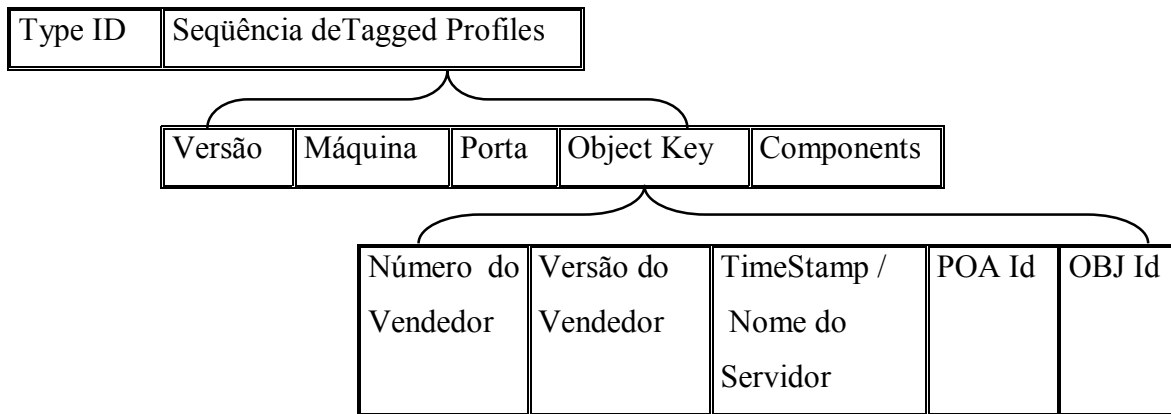 Type ID Seqüência deTagged Profiles
Versão Máquina Porta Object Key Components
Número do Vendedor
Versão do Vendedor
TimeStamp / Nome do Servidor
POA Id
OBJ Id